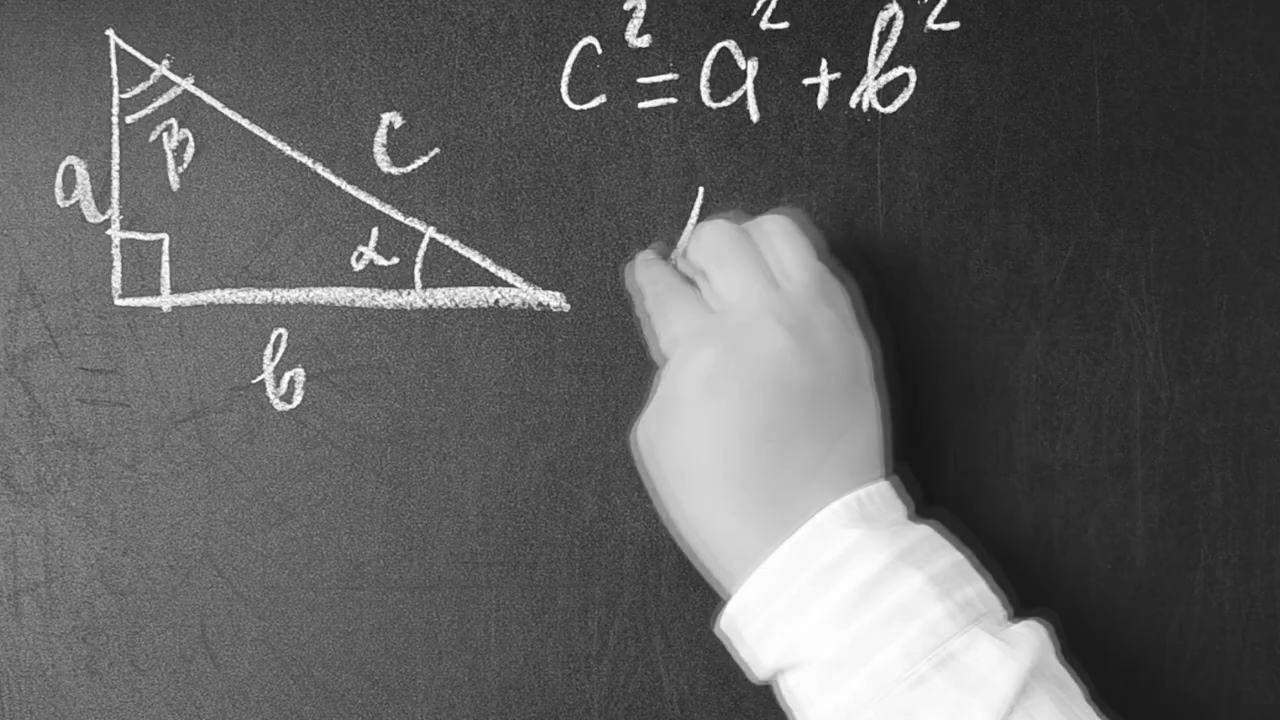 c² = a² + b²
β
c
a
α
b